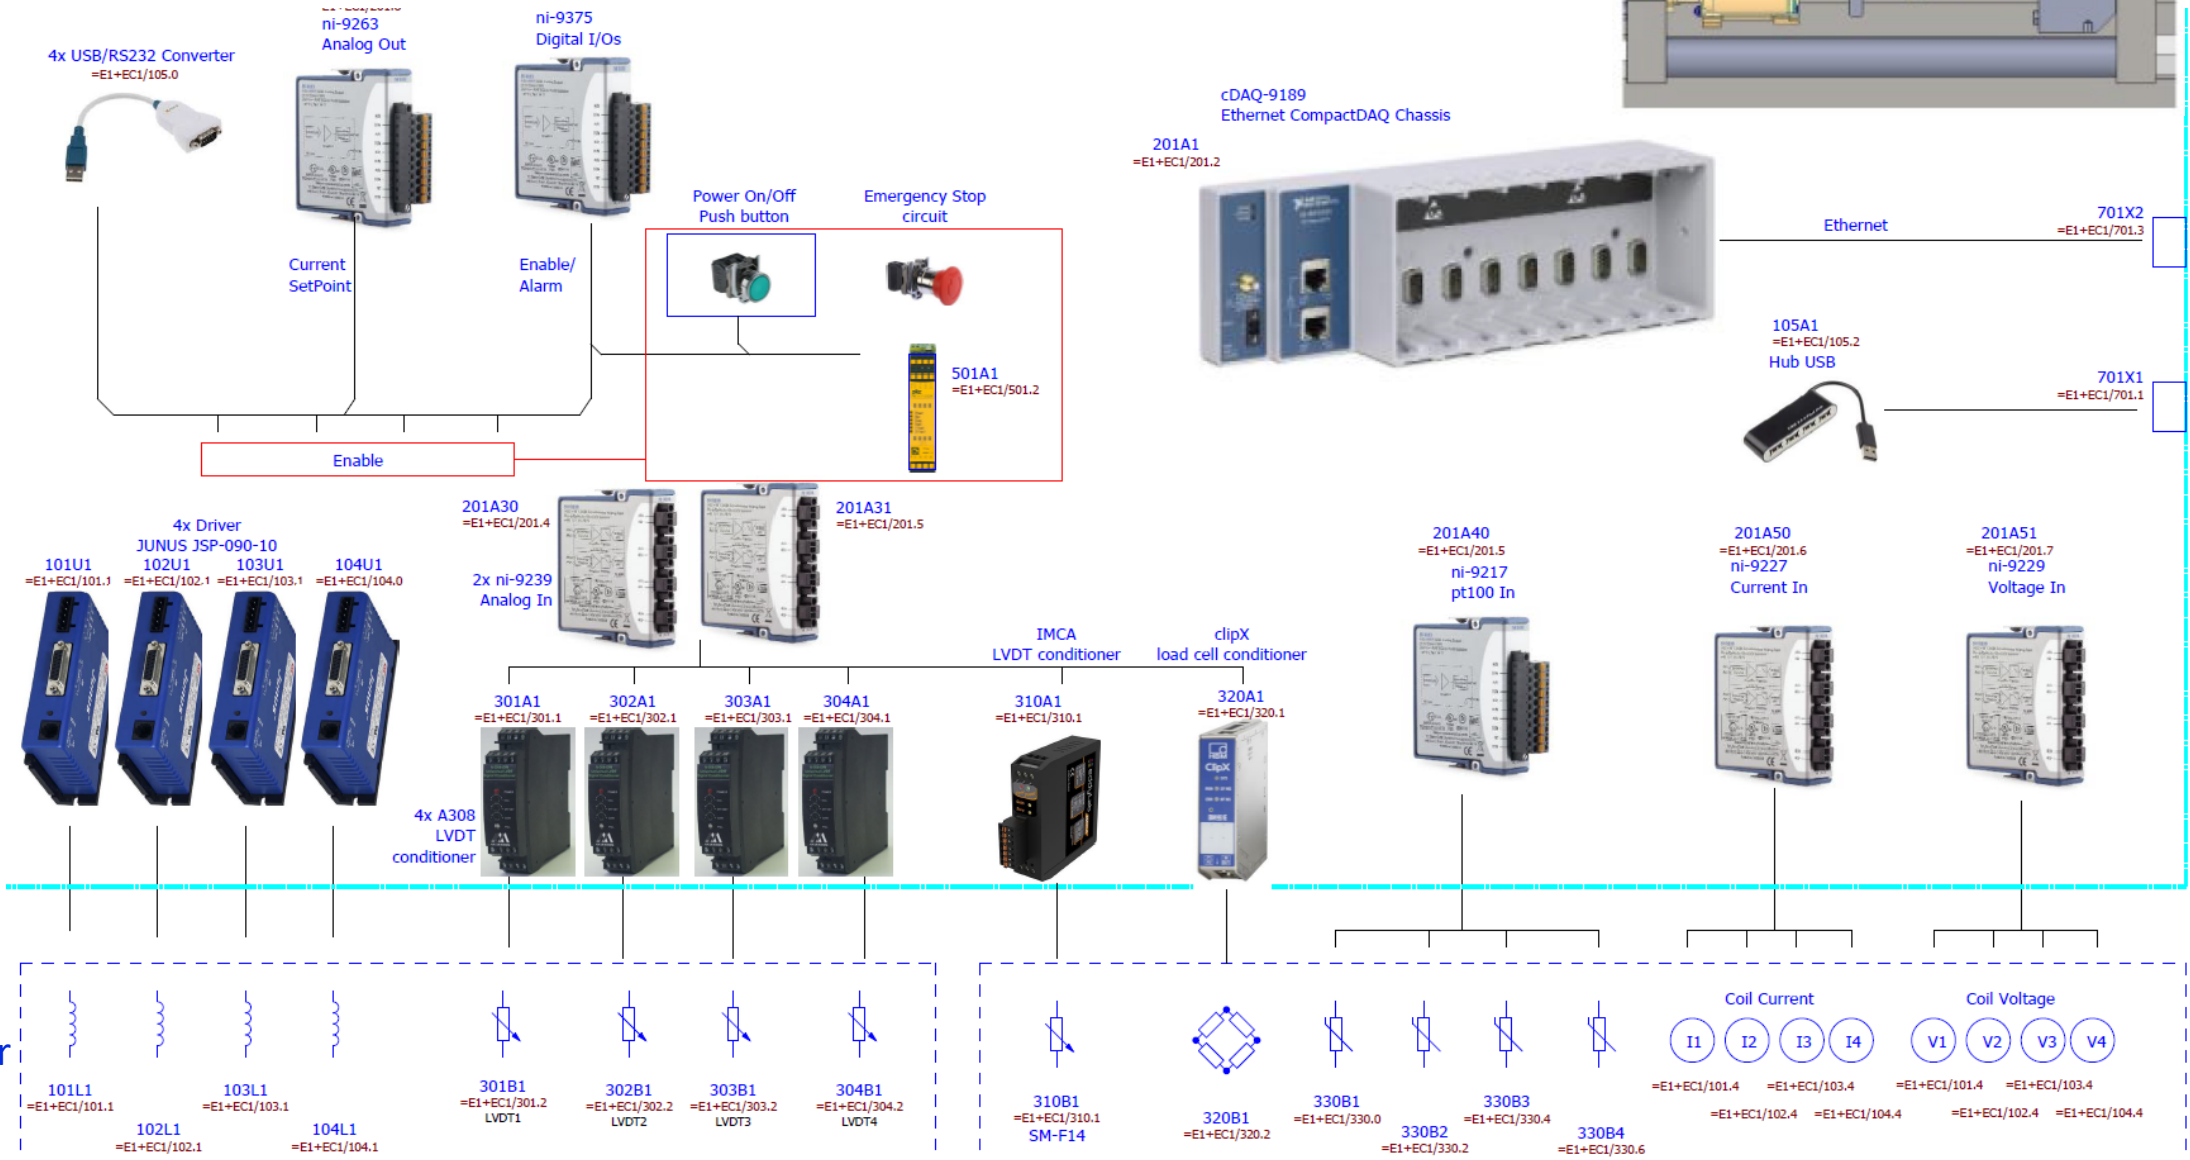 ni-9263
Analog Out
ni-9375
Digital I/Os
4x USB/RS232 Converter
=E1+EC1/105.0
cDAQ-9189
Ethernet CompactDAQ Chassis
201A1
=E1+EC1/201.2
Power On/Off
Push button
Emergency Stop
circuit
Ethernet
701X2
=E1+EC1/701.3
Current
SetPoint
Enable/
Alarm
105A1
=E1+EC1/105.2
Hub USB
501A1
=E1+EC1/501.2
701X1
=E1+EC1/701.1
Enable
201A30
=E1+EC1/201.4
201A31
=E1+EC1/201.5
4x Driver
JUNUS JSP-090-10
101U1
=E1+EC1/101.1
102U1
=E1+EC1/102.1
103U1
=E1+EC1/103.1
104U1
=E1+EC1/104.0
2x ni-9239
Analog In
201A40
=E1+EC1/201.5
ni-9217
pt100 In
201A50
=E1+EC1/201.6
ni-9227
Current In
201A51
=E1+EC1/201.7
ni-9229
Voltage In
IMCA
LVDT conditioner
clipX
load cell conditioner
301A1
=E1+EC1/301.1
302A1
=E1+EC1/302.1
303A1
=E1+EC1/303.1
304A1
=E1+EC1/304.1
310A1
=E1+EC1/310.1
320A1
=E1+EC1/320.1
ClipX
4x A308
LVDT
conditioner
Coil Current
Coil Voltage
I1
I2
I3
I4
V1
V2
V3
V4
r
101L1
=E1+EC1/101.1
102L1
=E1+EC1/102.1
103L1
=E1+EC1/103.1
104L1
=E1+EC1/104.1
301B1
=E1+EC1/301.2
LVDT1
302B1
=E1+EC1/302.2
LVDT2
303B1
=E1+EC1/303.2
LVDT3
304B1
=E1+EC1/304.2
LVDT4
310B1
=E1+EC1/310.1
SM-F14
320B1
=E1+EC1/320.2
330B1
=E1+EC1/330.0
330B2
=E1+EC1/330.2
330B3
=E1+EC1/330.4
330B4
=E1+EC1/330.6
=E1+EC1/101.4
=E1+EC1/102.4
=E1+EC1/103.4
=E1+EC1/104.4
=E1+EC1/101.4
=E1+EC1/102.4
=E1+EC1/103.4
=E1+EC1/104.4